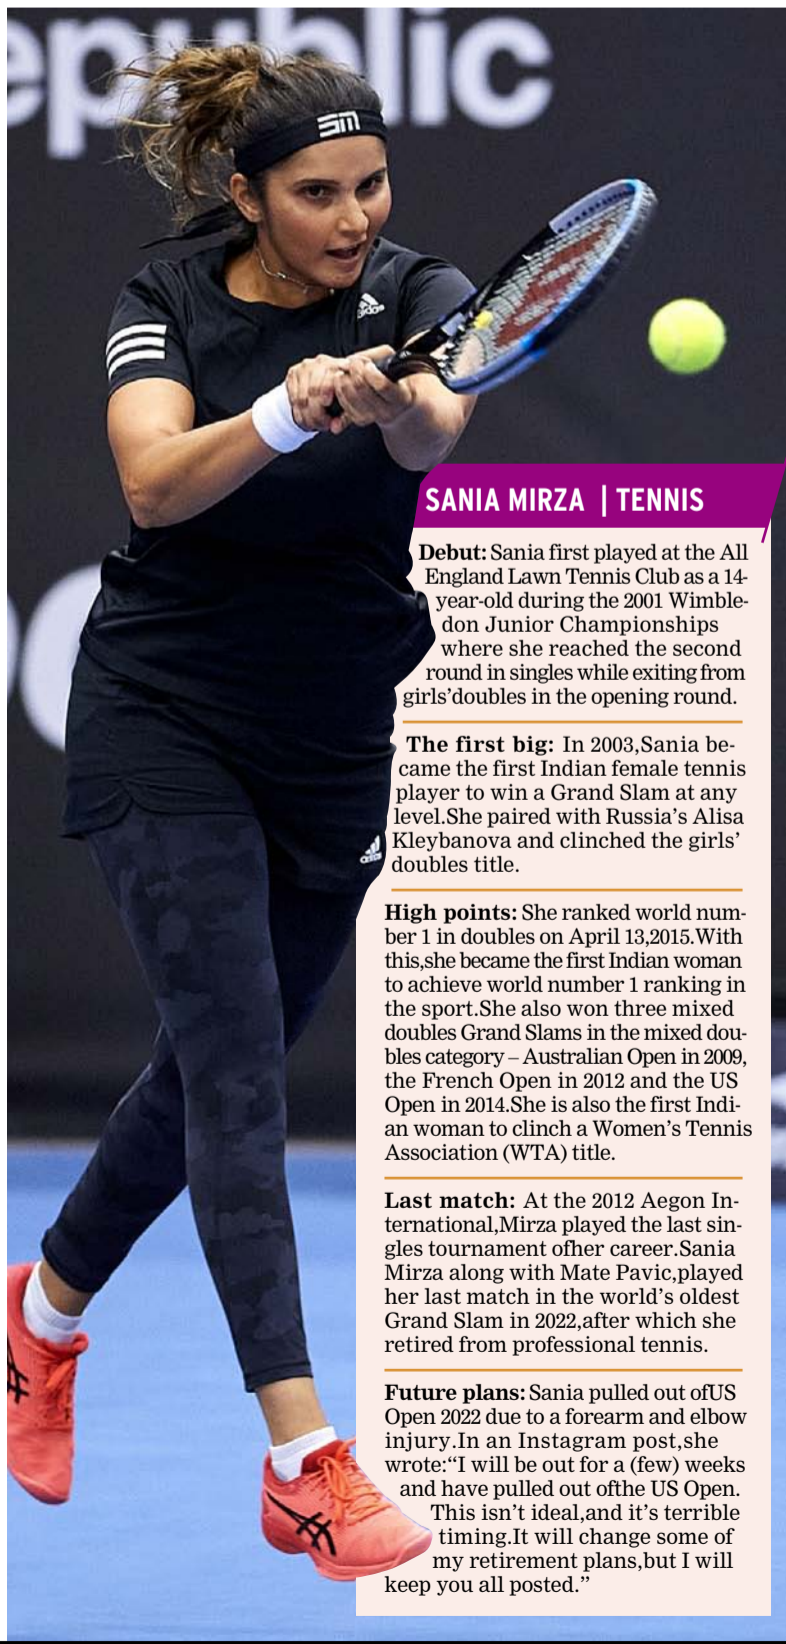 epublic
SM
adidas
SANIA MIRZA | TENNIS
Debut: Sania first played at the All
England Lawn Tennis Club as a 14-
year-old during the 2001 Wimble-
don Junior Championships
where she reached the second
round in singles while exiting from
girls'doubles in the opening round.
The first big: In 2003,Sania be-
came the first Indian female tennis
player to win a Grand Slam at any
level.She paired with Russia's Alisa
Kleybanova and clinched the girls'
doubles title.
adidas
High points: She ranked world num-
ber 1 in doubles on April 13,2015.With
this,she became the first Indian woman
to achieve world number 1 ranking in
the sport.She also won three mixed
doubles Grand Slams in the mixed dou-
bles category – Australian Open in 2009,
the French Open in 2012 and the US
Open in 2014.She is also the first Indi-
an woman to clinch a Women's Tennis
Association (WTA) title.
Last match: At the 2012 Aegon In-
ternational,Mirza played the last sin-
gles tournament ofher career.Sania
Mirza along with Mate Pavic,played
her last match in the world's oldest
Grand Slam in 2022,after which she
retired from professional tennis.
Future plans: Sania pulled out ofUS
Open 2022 due to a forearm and elbow
injury.In an Instagram post,she
wrote:“I will be out for a (few) weeks
and have pulled out ofthe US Open.
This isn't ideal,and it's terrible
timing.It will change some of
my retirement plans,but I will
keep you all posted.”